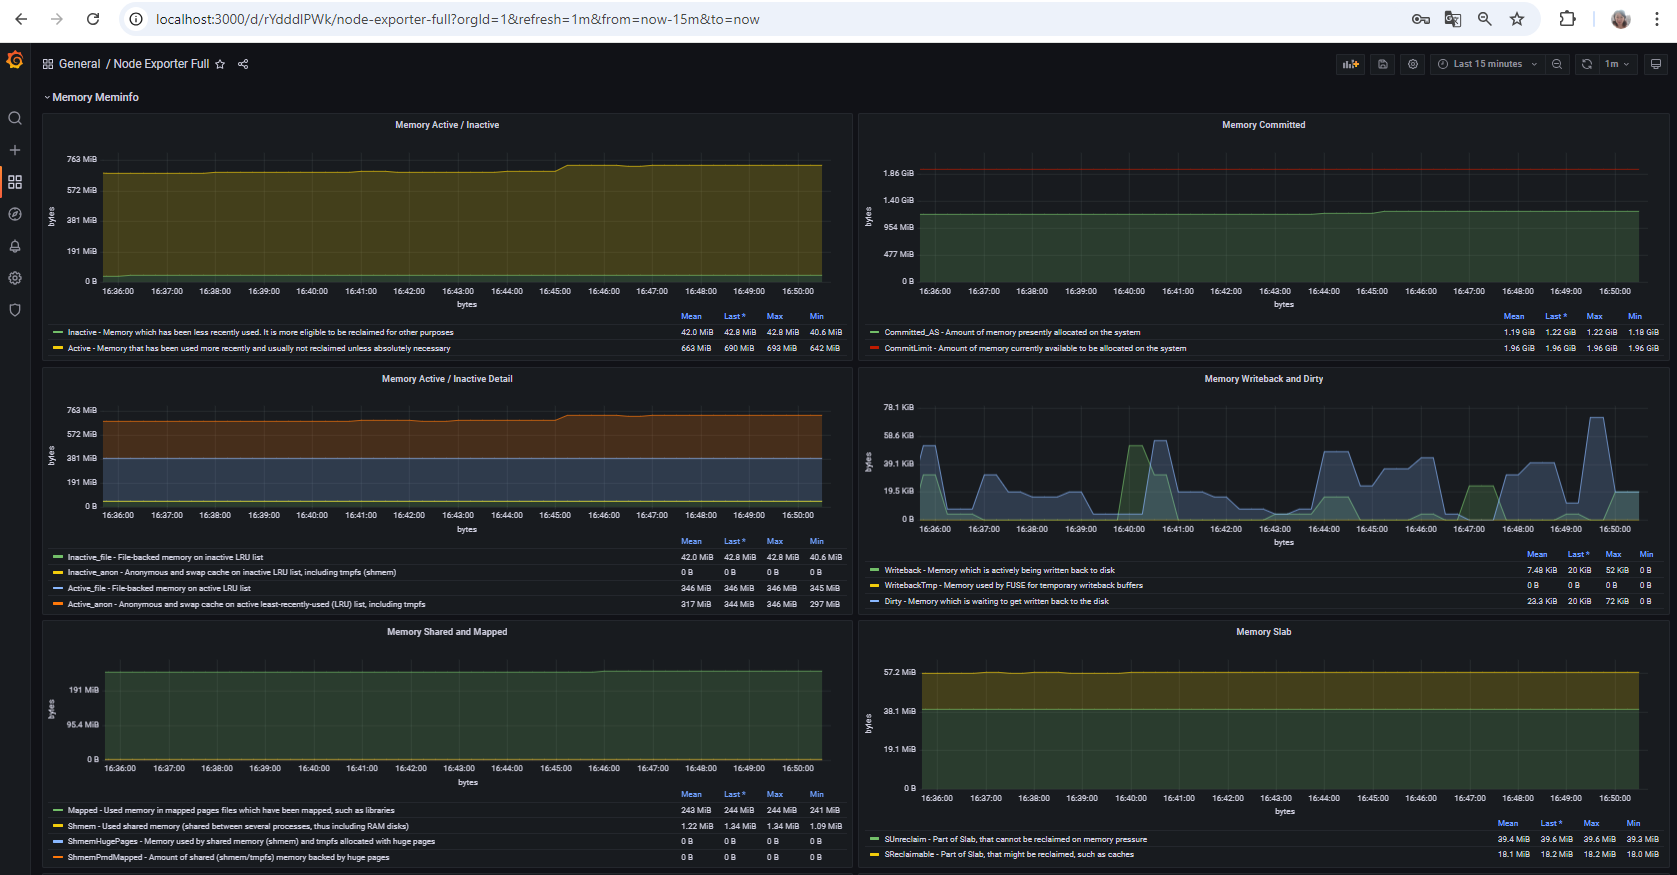 localhost:3000/d/rYdddlPWk/node-exporter-full?orgId=1&refresh=1m&from=now-15m&to=now
General / Node Exporter Full
Last 15 minutes
1m
Memory Meminfo
Memory Active / Inactive
bytes
763 MiB
572 MiB
381 MiB
191 MiB
0 B
16:36:00 16:37:00 16:38:00 16:39:00 16:40:00 16:41:00 16:42:00 16:43:00 16:44:00 16:45:00 16:46:00 16:47:00 16:48:00 16:49:00 16:50:00
bytes
Mean Last * Max Min
Inactive - Memory which has been less recently used. It is more eligible to be reclaimed for other purposes 42.0 MiB 42.8 MiB 42.8 MiB 40.6 MiB
Active - Memory that has been used more recently and usually not reclaimed unless absolutely necessary 663 MiB 690 MiB 693 MiB 642 MiB
Memory Committed
bytes
1.86 GiB
1.40 GiB
954 MiB
477 MiB
0 B
16:36:00 16:37:00 16:38:00 16:39:00 16:40:00 16:41:00 16:42:00 16:43:00 16:44:00 16:45:00 16:46:00 16:47:00 16:48:00 16:49:00 16:50:00
bytes
Mean Last * Max Min
Committed_AS - Amount of memory presently allocated on the system 1.19 GiB 1.22 GiB 1.22 GiB 1.18 GiB
CommitLimit - Amount of memory currently available to be allocated on the system 1.96 GiB 1.96 GiB 1.96 GiB 1.96 GiB
Memory Active / Inactive Detail
bytes
763 MiB
572 MiB
381 MiB
191 MiB
0 B
16:36:00 16:37:00 16:38:00 16:39:00 16:40:00 16:41:00 16:42:00 16:43:00 16:44:00 16:45:00 16:46:00 16:47:00 16:48:00 16:49:00 16:50:00
bytes
Mean Last * Max Min
Inactive_file - File-backed memory on inactive LRU list 42.0 MiB 42.8 MiB 42.8 MiB 40.6 MiB
Inactive_anon - Anonymous and swap cache on inactive LRU list, including tmpfs (shmem) 0 B 0 B 0 B 0 B
Active_file - File-backed memory on active LRU list 346 MiB 346 MiB 346 MiB 345 MiB
Active_anon - Anonymous and swap cache on active least-recently-used (LRU) list, including tmpfs 317 MiB 344 MiB 346 MiB 297 MiB
Memory Writeback and Dirty
bytes
78.1 KiB
58.6 KiB
39.1 KiB
19.5 KiB
0 B
16:36:00 16:37:00 16:38:00 16:39:00 16:40:00 16:41:00 16:42:00 16:43:00 16:44:00 16:45:00 16:46:00 16:47:00 16:48:00 16:49:00 16:50:00
bytes
Mean Last * Max Min
Writeback - Memory which is actively being written back to disk 7.48 KiB 20 KiB 52 KiB 0 B
WritebackTmp - Memory used by FUSE for temporary writeback buffers 0 B 0 B 0 B 0 B
Dirty - Memory which is waiting to get written back to the disk 23.3 KiB 20 KiB 72 KiB 0 B
Memory Shared and Mapped
bytes
191 MiB
95.4 MiB
0 B
16:36:00 16:37:00 16:38:00 16:39:00 16:40:00 16:41:00 16:42:00 16:43:00 16:44:00 16:45:00 16:46:00 16:47:00 16:48:00 16:49:00 16:50:00
bytes
Mean Last * Max Min
Mapped - Used memory in mapped pages files which have been mapped, such as libraries 243 MiB 244 MiB 244 MiB 241 MiB
Shmem - Used shared memory (shared between several processes, thus including RAM disks) 1.22 MiB 1.34 MiB 1.34 MiB 1.09 MiB
ShmemHugePages - Memory used by shared memory (shmem) and tmpfs allocated with huge pages 0 B 0 B 0 B 0 B
ShmemPmdMapped - Amount of shared (shmem/tmpfs) memory backed by huge pages 0 B 0 B 0 B 0 B
Memory Slab
bytes
57.2 MiB
38.1 MiB
19.1 MiB
0 B
16:36:00 16:37:00 16:38:00 16:39:00 16:40:00 16:41:00 16:42:00 16:43:00 16:44:00 16:45:00 16:46:00 16:47:00 16:48:00 16:49:00 16:50:00
bytes
Mean Last * Max Min
SUnreclaim - Part of Slab, that cannot be reclaimed on memory pressure 39.4 MiB 39.6 MiB 39.6 MiB 39.3 MiB
SReclaimable - Part of Slab, that might be reclaimed, such as caches 18.1 MiB 18.2 MiB 18.2 MiB 18.0 MiB